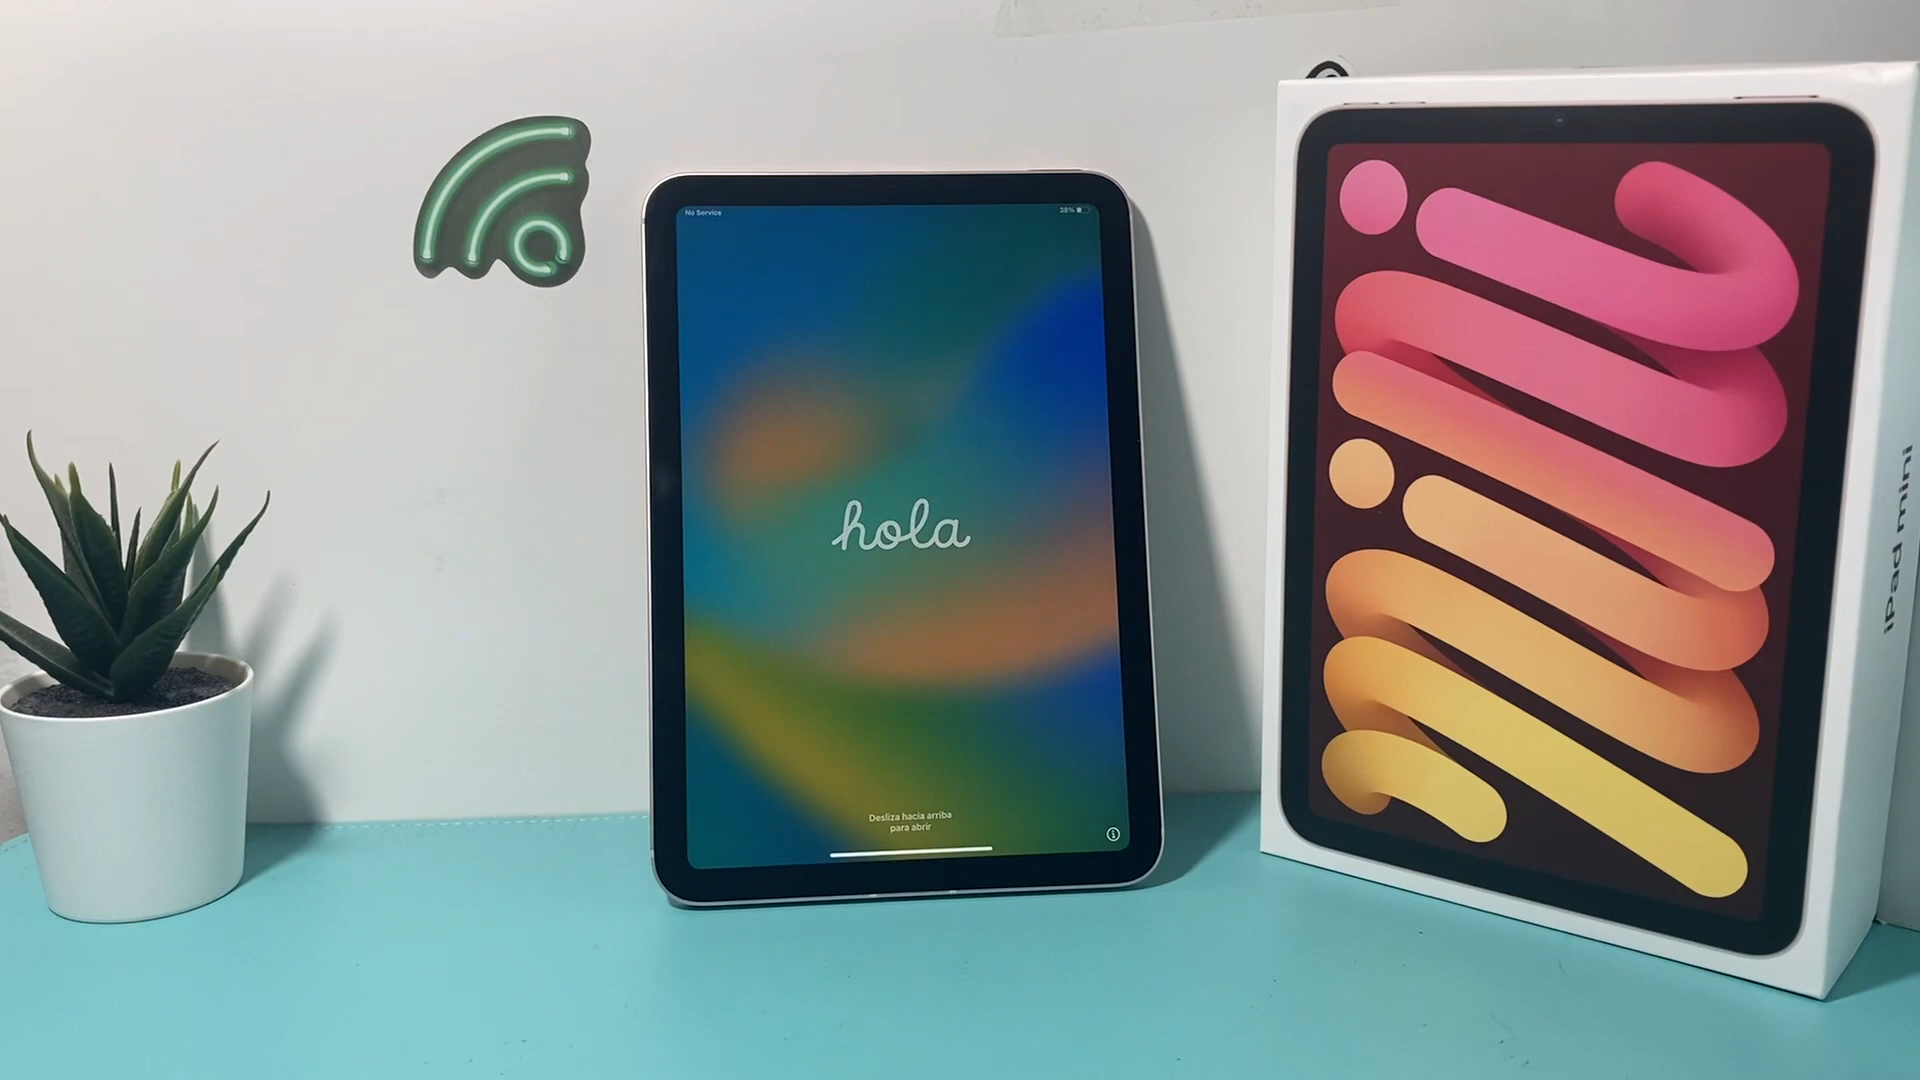 No Service
38%
hola
Desliza hacia arriba
para abrir
iPad mini